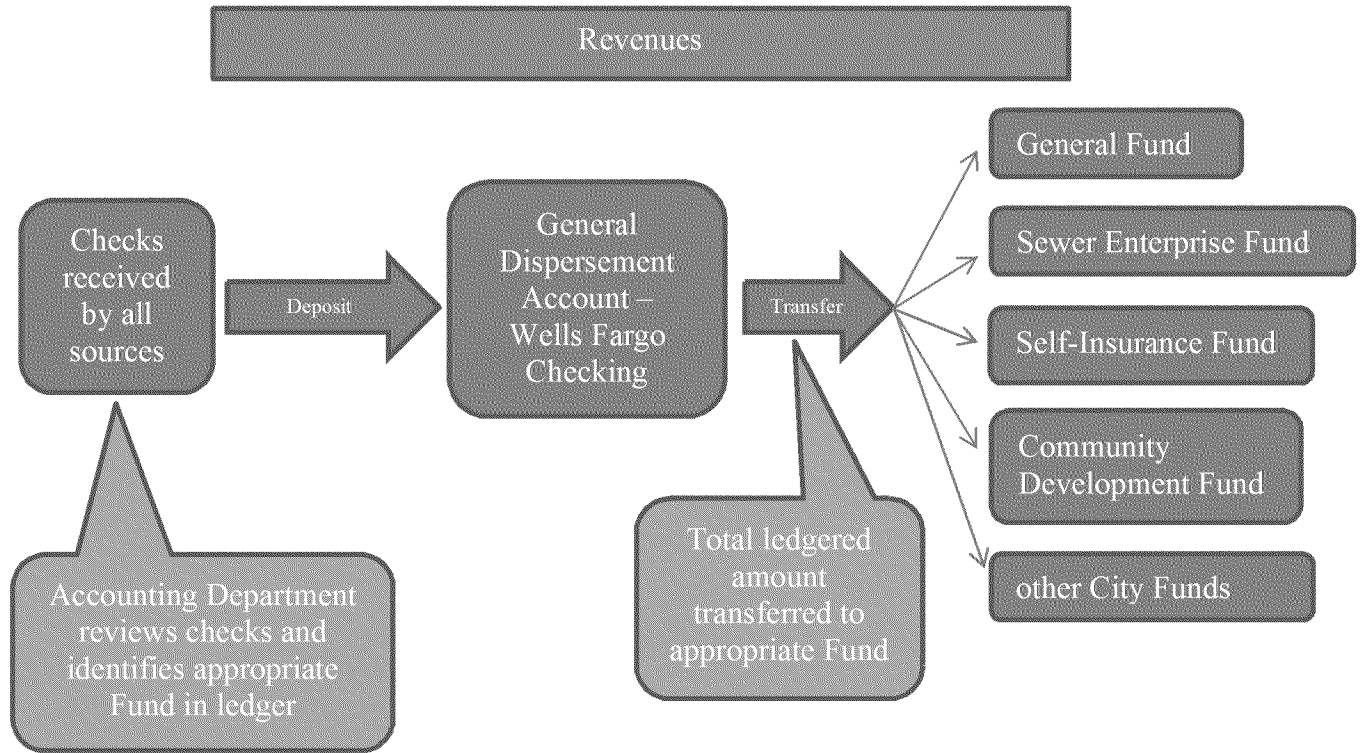 Revenues
Checks
received
by all
sources
Deposit
General
Dispersement
Account –
Wells Fargo
Checking
Transfer
General Fund
Sewer Enterprise Fund
Self-Insurance Fund
Community
Development Fund
other City Funds
Accounting Department
reviews checks and
identifies appropriate
Fund in ledger
Total ledgered
amount
transferred to
appropriate Fund